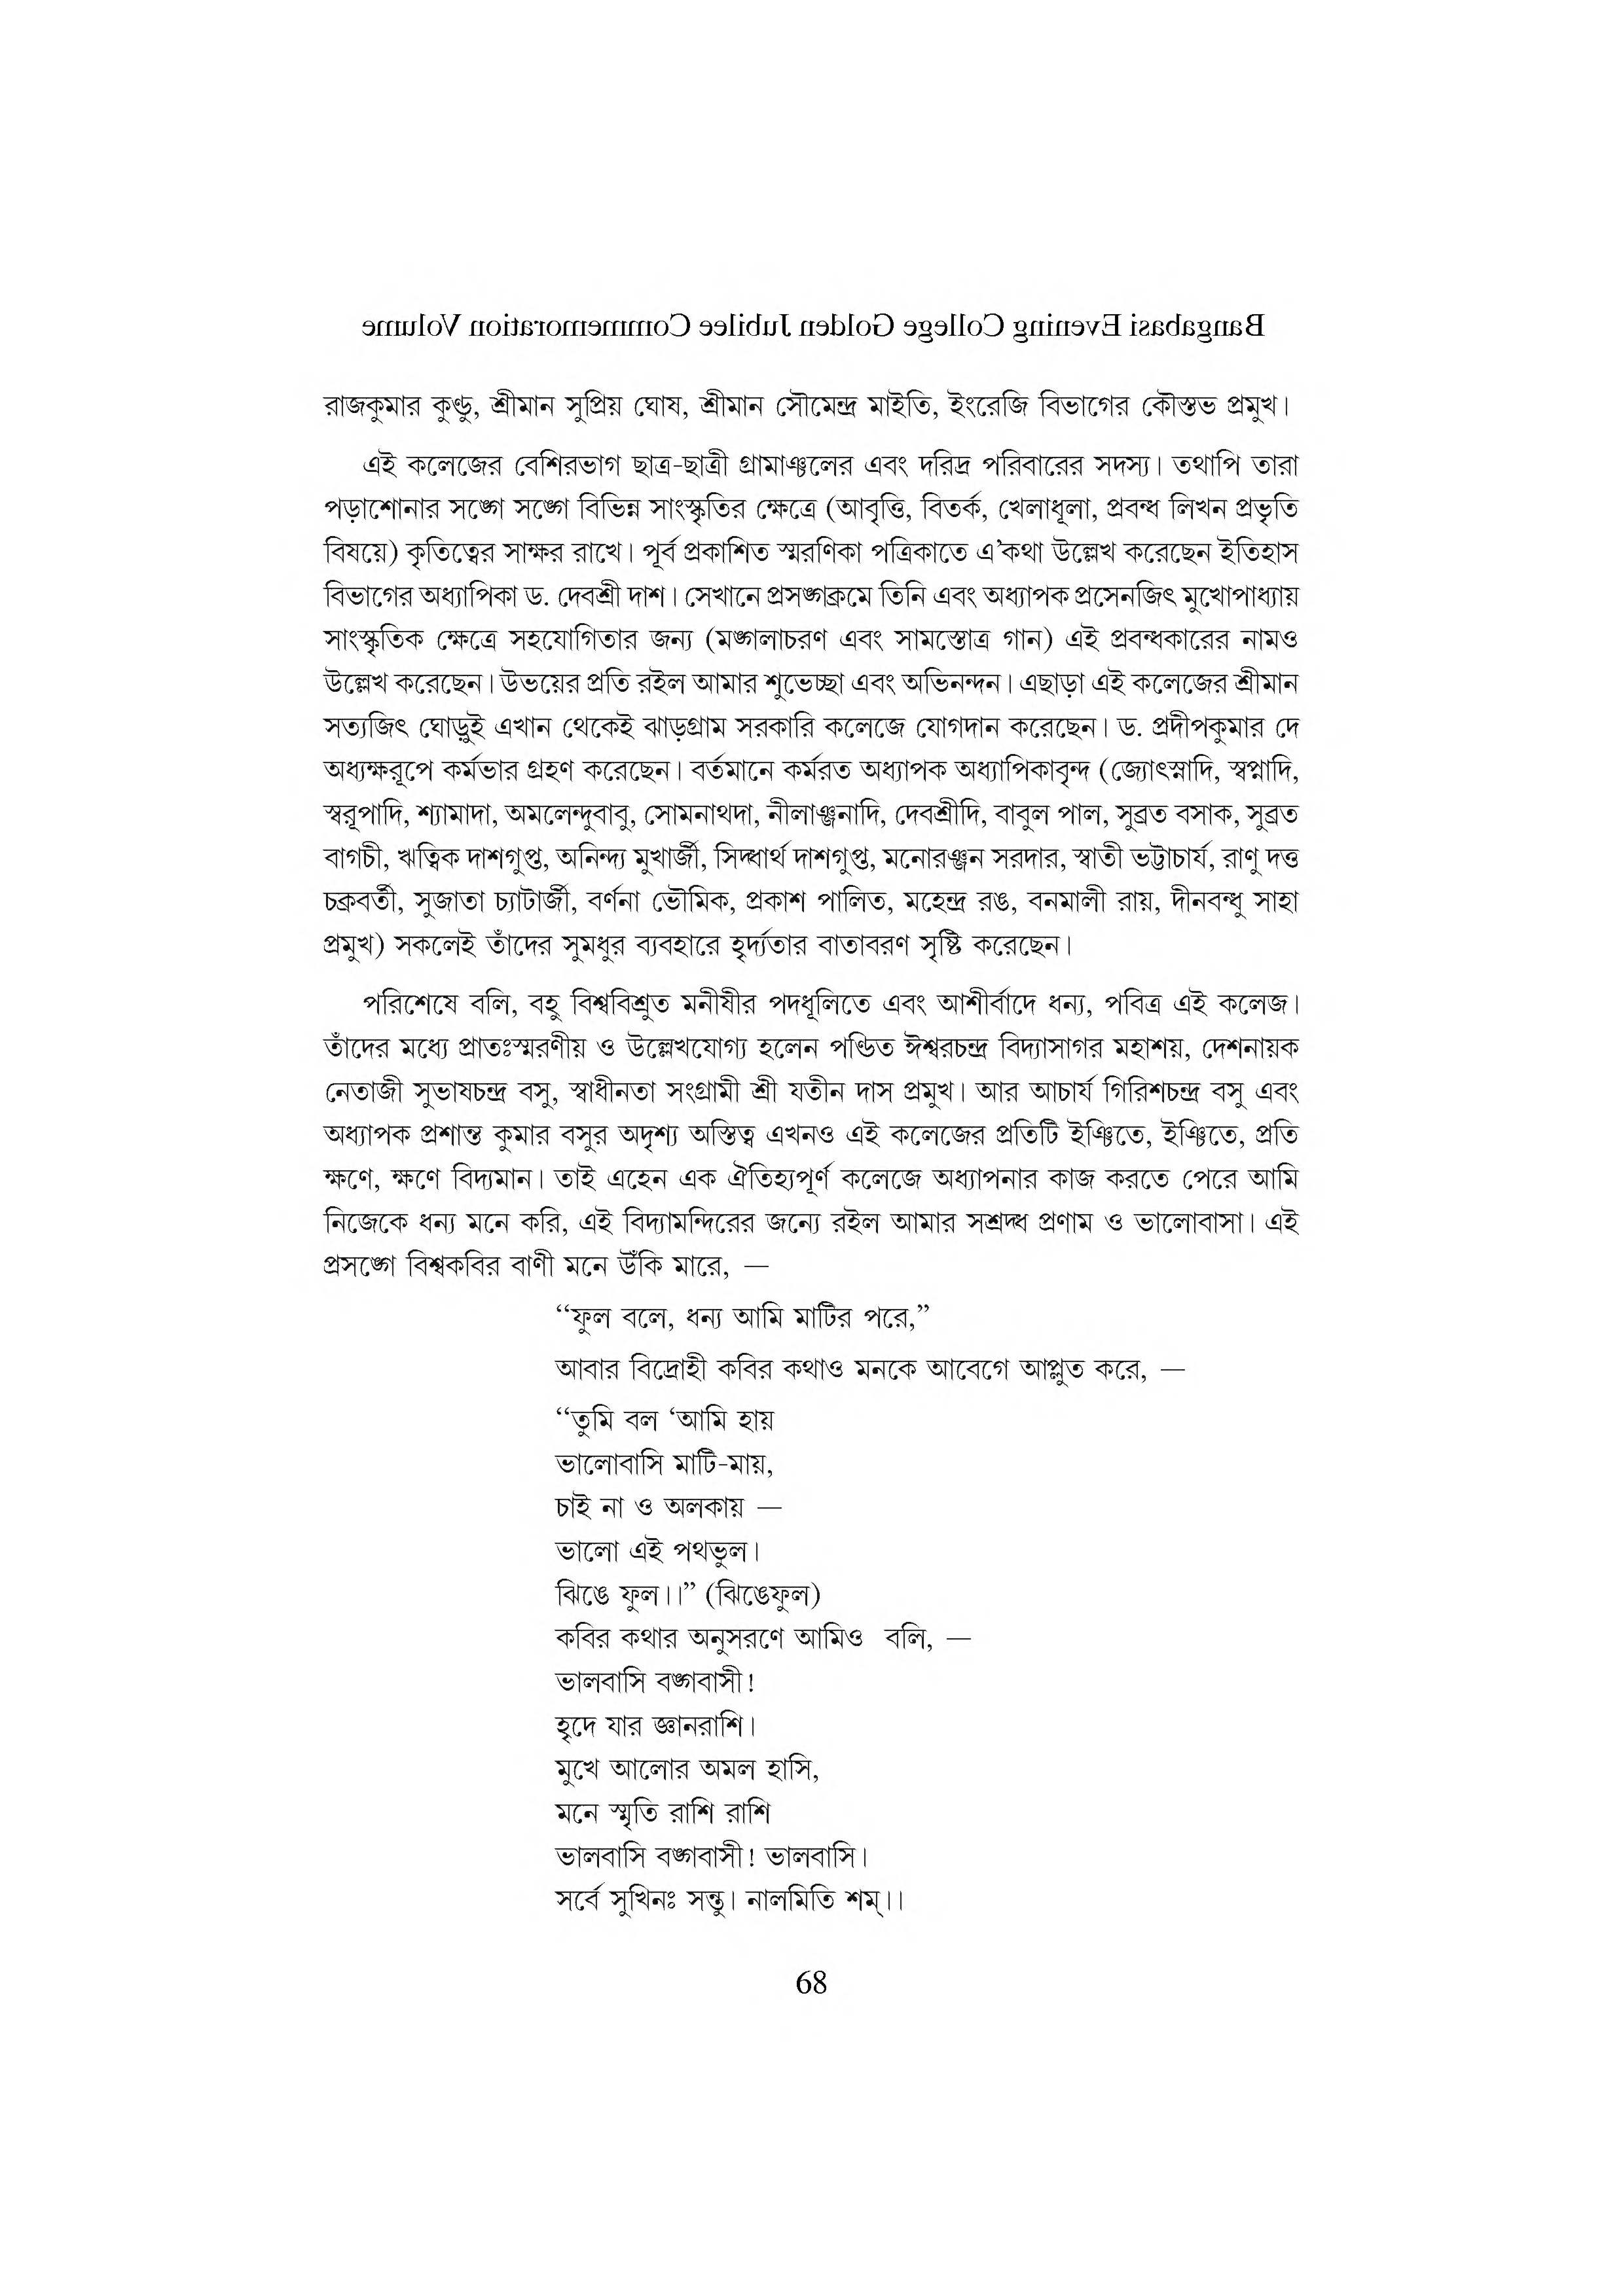 Bangabasi Evening College Golden Jubilee Commemoration Volume
রাজকুমার কুণ্ডু, শ্রীমান সুপ্রিয় ঘোষ, শ্রীমান সৌমেন্দ্র মাইতি, ইংরেজি বিভাগের কৌস্তভ প্রমুখ।
এই কলেজের বেশিরভাগ ছাত্র-ছাত্রী গ্রামাঞ্চলের এবং দরিদ্র পরিবারের সদস্য। তথাপি তারা
পড়াশোনার সঙ্গে সঙ্গে বিভিন্ন সাংস্কৃতির ক্ষেত্রে (আবৃত্তি, বিতর্ক, খেলাধূলা, প্রবন্ধ লিখন প্রভৃতি
বিষয়ে) কৃতিত্বের সাক্ষর রাখে। পূর্ব প্রকাশিত স্মরণিকা পত্রিকাতে এ’কথা উল্লেখ করেছেন ইতিহাস
বিভাগের অধ্যাপিকা ড. দেবশ্রী দাশ। সেখানে প্রসঙ্গক্রমে তিনি এবং অধ্যাপক প্রসেনজিৎ মুখোপাধ্যায়
সাংস্কৃতিক ক্ষেত্রে সহযোগিতার জন্য (মঙ্গলাচরণ এবং সামস্তোত্র গান) এই প্রবন্ধকারের নামও
উল্লেখ করেছেন। উভয়ের প্রতি রইল আমার শুভেচ্ছা এবং অভিনন্দন। এছাড়া এই কলেজের শ্রীমান
সত্যজিৎ ঘোড়ুই এখান থেকেই ঝাড়গ্রাম সরকারি কলেজে যোগদান করেছেন। ড. প্রদীপকুমার দে
অধ্যক্ষরূপে কর্মভার গ্রহণ করেছেন। বর্তমানে কর্মরত অধ্যাপক অধ্যাপিকাবৃন্দ (জ্যোৎস্নাদি, স্বপ্নাদি,
স্বরূপাদি, শ্যামাদা, অমলেন্দুবাবু, সোমনাথদা, নীলাঞ্জনাদি, দেবশ্রীদি, বাবুল পাল, সুব্রত বসাক, সুব্রত
বাগচী, ঋত্বিক দাশগুপ্ত, অনিন্দ্য মুখার্জী, সিদ্ধার্থ দাশগুপ্ত, মনোরঞ্জন সরদার, স্বাতী ভট্টাচার্য, রাণু দত্ত
চক্রবর্তী, সুজাতা চ্যাটার্জী, বর্ণনা ভৌমিক, প্রকাশ পালিত, মহেন্দ্র রঙ, বনমালী রায়, দীনবন্ধু সাহা
প্রমুখ) সকলেই তাঁদের সুমধুর ব্যবহারে হৃর্দ্যতার বাতাবরণ সৃষ্টি করেছেন।
পরিশেষে বলি, বহু বিশ্ববিশ্রুত মনীষীর পদধূলিতে এবং আশীর্বাদে ধন্য, পবিত্র এই কলেজ।
তাঁদের মধ্যে প্রাতঃস্মরণীয় ও উল্লেখযোগ্য হলেন পণ্ডিত ঈশ্বরচন্দ্র বিদ্যাসাগর মহাশয়, দেশনায়ক
নেতাজী সুভাষচন্দ্র বসু, স্বাধীনতা সংগ্রামী শ্রী যতীন দাস প্রমুখ। আর আচার্য গিরিশচন্দ্র বসু এবং
অধ্যাপক প্রশান্ত কুমার বসুর অদৃশ্য অস্তিত্ব এখনও এই কলেজের প্রতিটি ইঞ্চিতে, ইঞ্চিতে, প্রতি
ক্ষণে, ক্ষণে বিদ্যমান। তাই এহেন এক ঐতিহ্যপূর্ণ কলেজে অধ্যাপনার কাজ করতে পেরে আমি
নিজেকে ধন্য মনে করি, এই বিদ্যামন্দিরের জন্যে রইল আমার সশ্রদ্ধ প্রণাম ও ভালোবাসা। এই
প্রসঙ্গে বিশ্বকবির বাণী মনে উঁকি মারে, —
“ফুল বলে, ধন্য আমি মাটির পরে,”
আবার বিদ্রোহী কবির কথাও মনকে আবেগে আপ্লুত করে, —
“তুমি বল ‘আমি হায়
ভালোবাসি মাটি-মায়,
চাই না ও অলকায় —
ভালো এই পথভুল।
ঝিঙে ফুল।।” (ঝিঙেফুল)
কবির কথার অনুসরণে আমিও বলি, —
ভালবাসি বঙ্গবাসী!
হৃদে যার জ্ঞানরাশি।
মুখে আলোর অমল হাসি,
মনে স্মৃতি রাশি রাশি
ভালবাসি বঙ্গবাসী! ভালবাসি।
সর্বে সুখিনঃ সন্তু। নালমিতি শম্।।
68